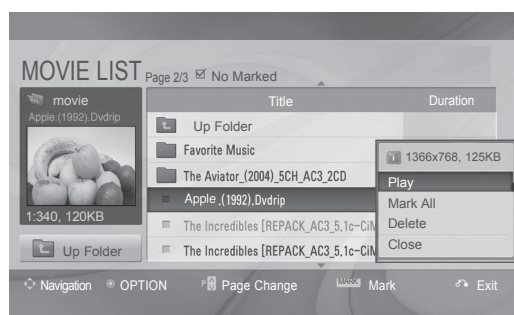 MOVIE LIST Page 2/3 No Marked
movie
Apple.(1992).Dvdrip
1:340, 120KB
Up Folder
Title Duration
Up Folder
Favorite Music
The Aviator_(2004)_5CH_AC3_2CD
Apple .(1992).Dvdrip
The Incredibles [REPACK_AC3_5,1c-CiN
The Incredibles [REPACK_AC3_5,1c-CiM
1366x768, 125KB
Play
Mark All
Delete
Close
Navigation OPTION P Page Change MARK Mark Exit